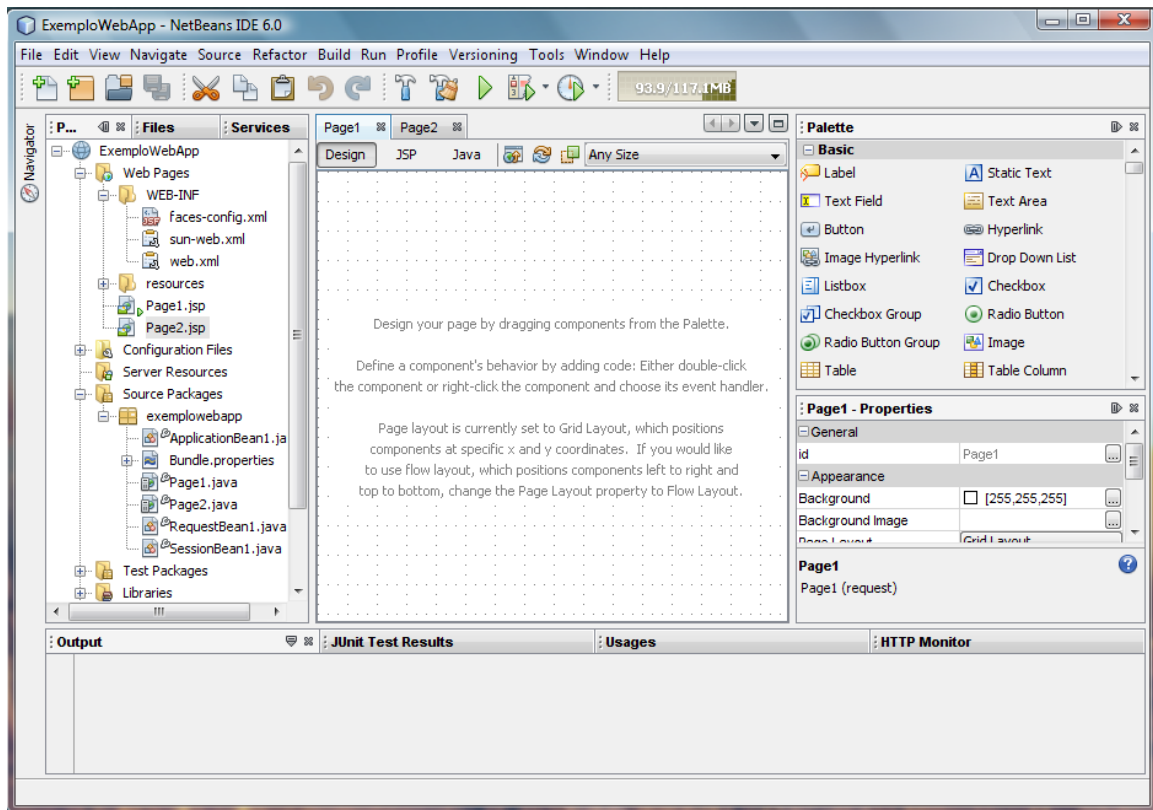 ExemploWebApp - NetBeans IDE 6.0
File Edit View Navigate Source Refactor Build Run Profile Versioning Tools Window Help
93.9/117.1MB
Navigator
P... Files Services
ExemploWebApp
Web Pages
WEB-INF
faces-config.xml
sun-web.xml
web.xml
resources
Page1.jsp
Page2.jsp
Configuration Files
Server Resources
Source Packages
exemplowebapp
ApplicationBean1.ja
Bundle.properties
Page1.java
Page2.java
RequestBean1.java
SessionBean1.java
Test Packages
Libraries
Page1 Page2
Design JSP Java Any Size
Design your page by dragging components from the Palette.
Define a component's behavior by adding code: Either double-click
the component or right-click the component and choose its event handler.
Page layout is currently set to Grid Layout, which positions
components at specific x and y coordinates. If you would like
to use flow layout, which positions components left to right and
top to bottom, change the Page Layout property to Flow Layout.
Palette
Basic
Label Static Text
Text Field Text Area
Button Hyperlink
Image Hyperlink Drop Down List
Listbox Checkbox
Checkbox Group Radio Button
Radio Button Group Image
Table Table Column
Page1 - Properties
General
id Page1 ...
Appearance
Background [255,255,255] ...
Background Image ...
Page Layout Grid Layout
Page1
Page1 (request)
Output JUnit Test Results Usages HTTP Monitor